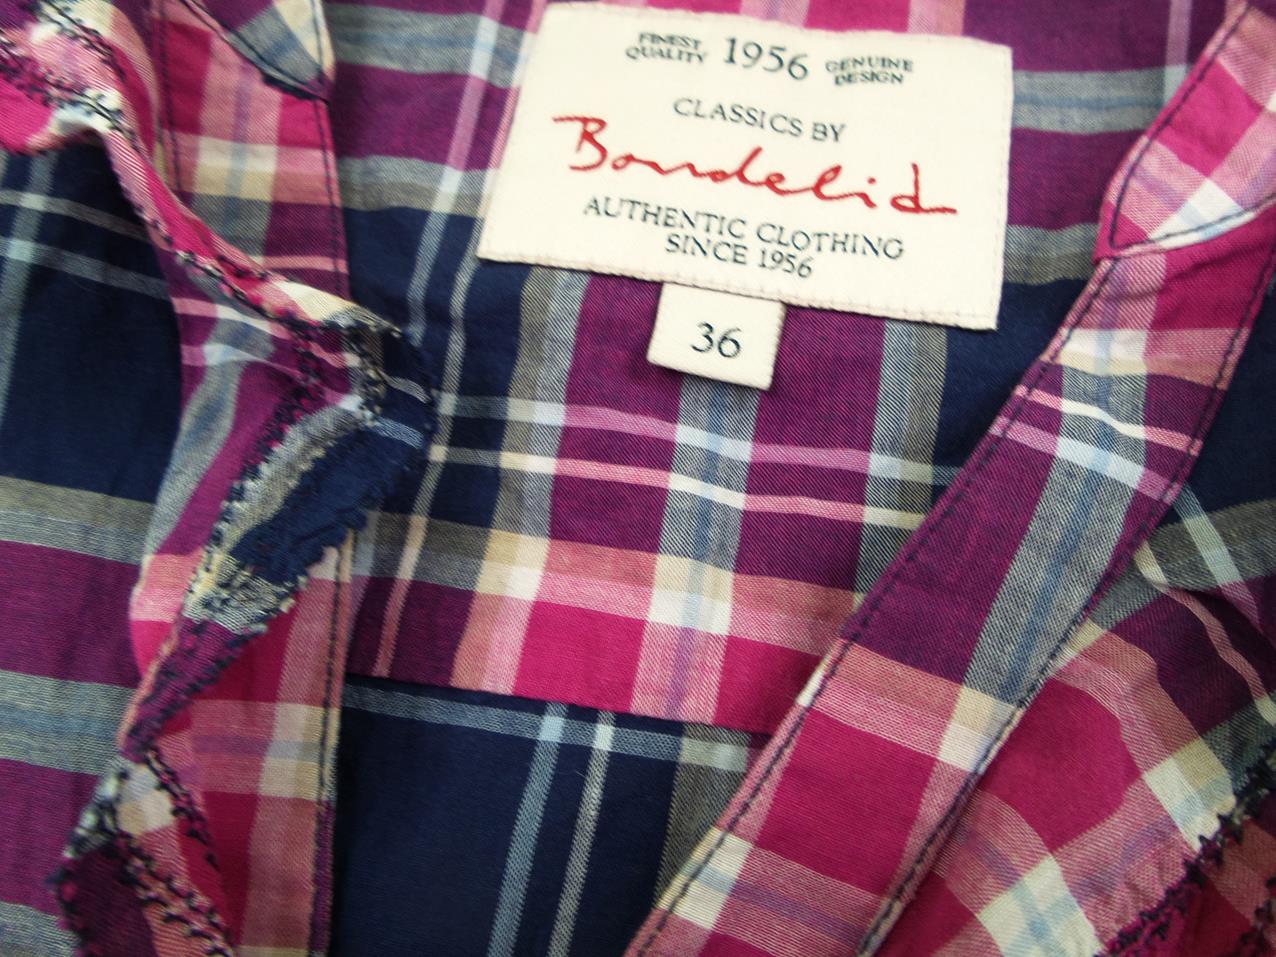 FINEST QUALITY 1956 GENUINE DESIGN
CLASSICS BY
Bondelid
AUTHENTIC CLOTHING
SINCE 1956
36